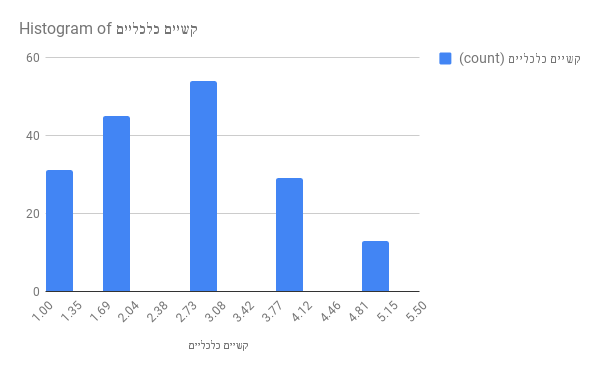 Histogram of קשיים כלכליים
קשיים כלכליים (count)
60
40
20
0
1.00 1.35 1.69 2.04 2.38 2.73 3.08 3.42 3.77 4.12 4.46 4.81 5.15 5.50
קשיים כלכליים